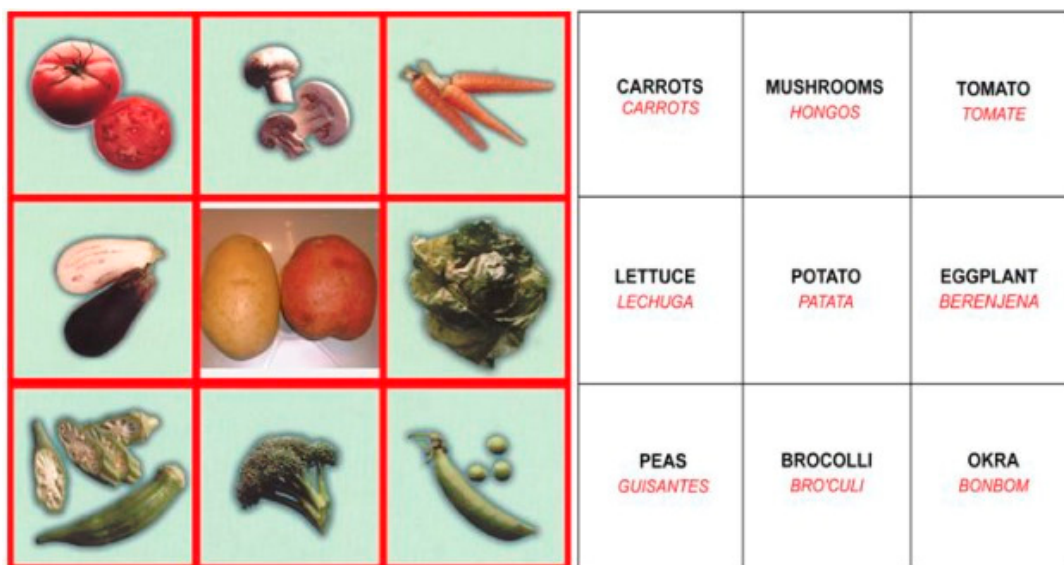 CARROTS
CARROTS
MUSHROOMS
HONGOS
TOMATO
TOMATE
LETTUCE
LECHUGA
POTATO
PATATA
EGGPLANT
BERENJENA
PEAS
GUISANTES
BROCOLLI
BRO'CULI
OKRA
BONBOM